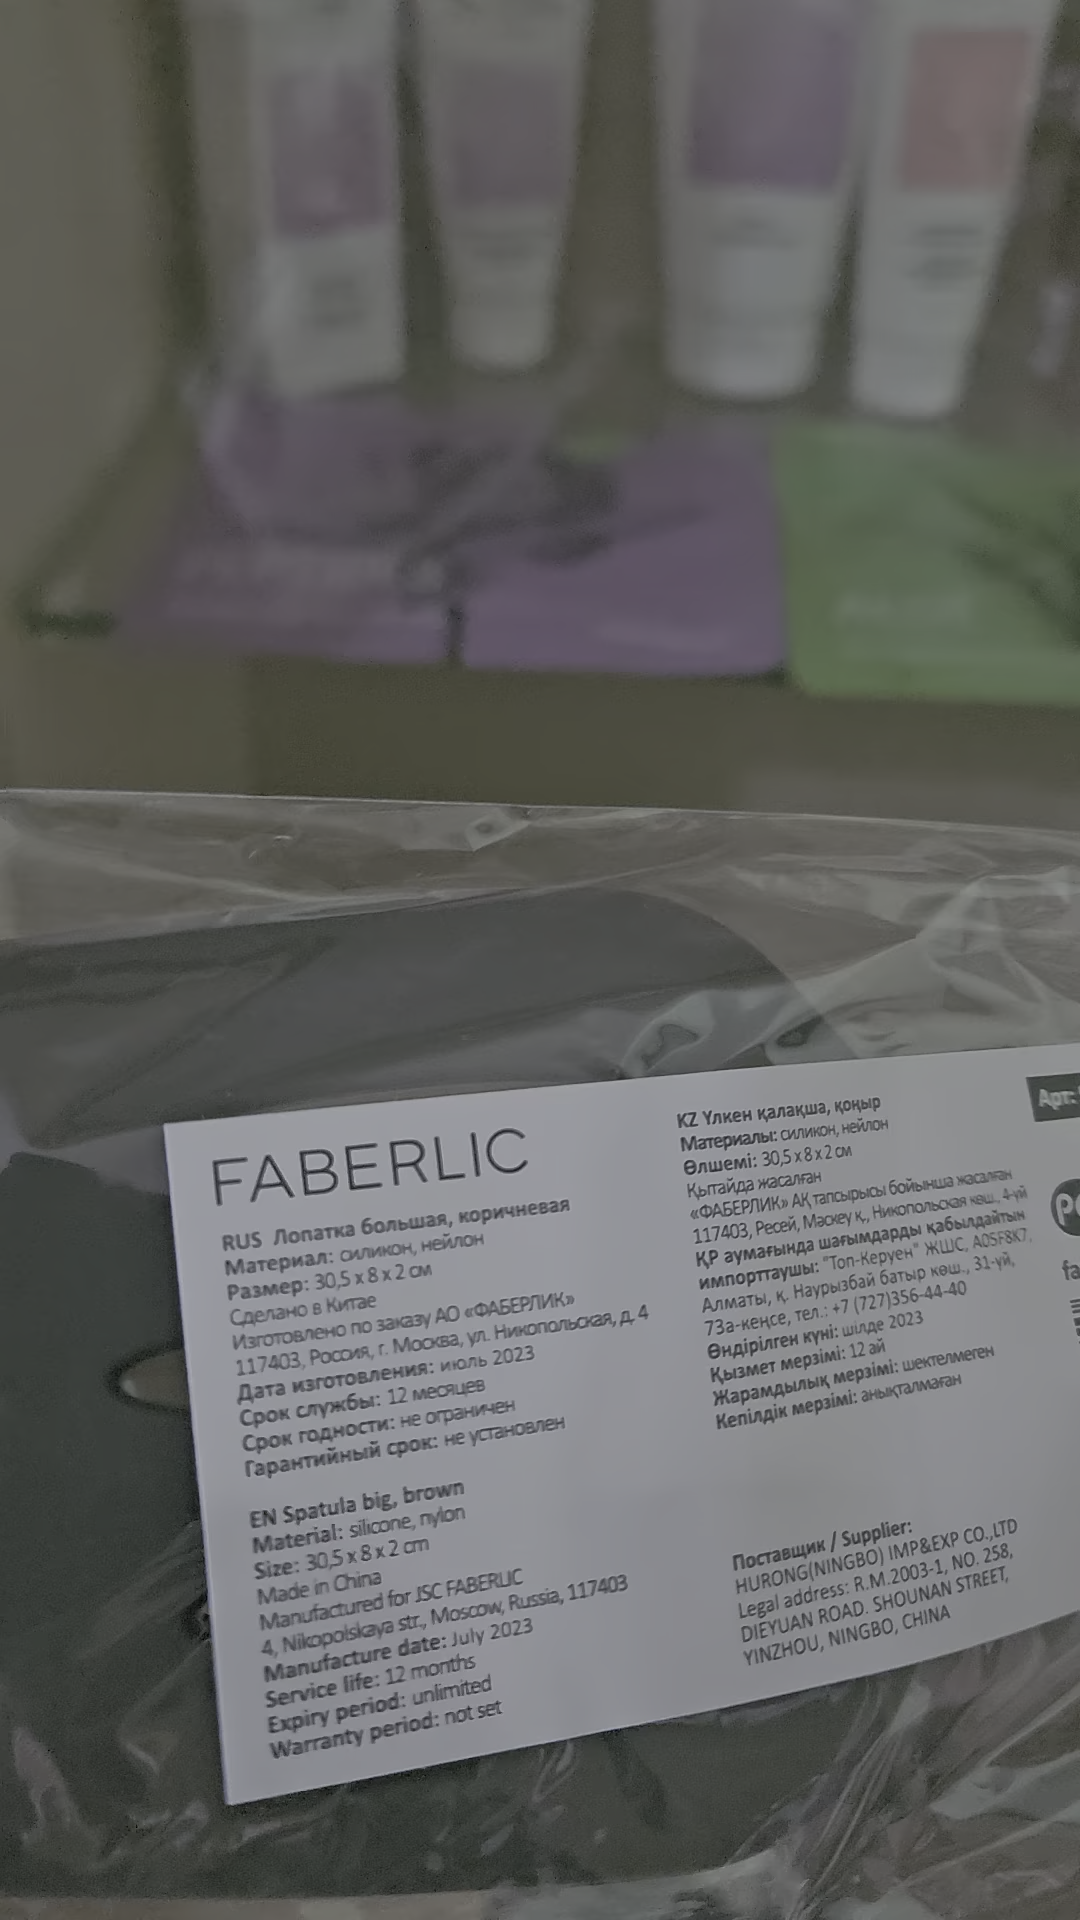 FABERLIC
RUS Лопатка большая, коричневая
Материал: силикон, нейлон
Размер: 30,5 x 8 x 2 см
Сделано в Китае
Изготовлено по заказу АО «ФАБЕРЛИК»
117403, Россия, г. Москва, ул. Никопольская, д. 4
Дата изготовления: июль 2023
Срок службы: 12 месяцев
Срок годности: не ограничен
Гарантийный срок: не установлен
EN Spatula big, brown
Material: silicone, nylon
Size: 30,5 x 8 x 2 cm
Made in China
Manufactured for JSC FABERLIC
4, Nikopolskaya str., Moscow, Russia, 117403
Manufacture date: July 2023
Service life: 12 months
Expiry period: unlimited
Warranty period: not set
KZ Үлкен қалақша, қоңыр
Материалы: силикон, нейлон
Өлшемі: 30,5 x 8 x 2 см
Қытайда жасалған
«ФАБЕРЛИК» АҚ тапсырысы бойынша жасалған
117403, Ресей, Мәскеу қ., Никопольская көш., 4-үй
ҚР аумағында шағымдарды қабылдайтын
импорттаушы: "Топ-Керуен" ЖШС, A05F8K7,
Алматы, қ. Наурызбай батыр көш., 31-үй,
73а-кеңсе, тел.: +7 (727)356-44-40
Өндірілген күні: шілде 2023
Қызмет мерзімі: 12 ай
Жарамдылық мерзімі: шектелмеген
Кепілдік мерзімі: анықталмаған
Поставщик / Supplier:
HURONG(NINGBO) IMP&EXP CO.,LTD
Legal address: R.M.2003-1, NO. 258,
DIEYUAN ROAD. SHOUNAN STREET,
YINZHOU, NINGBO, CHINA
Арт:
fa